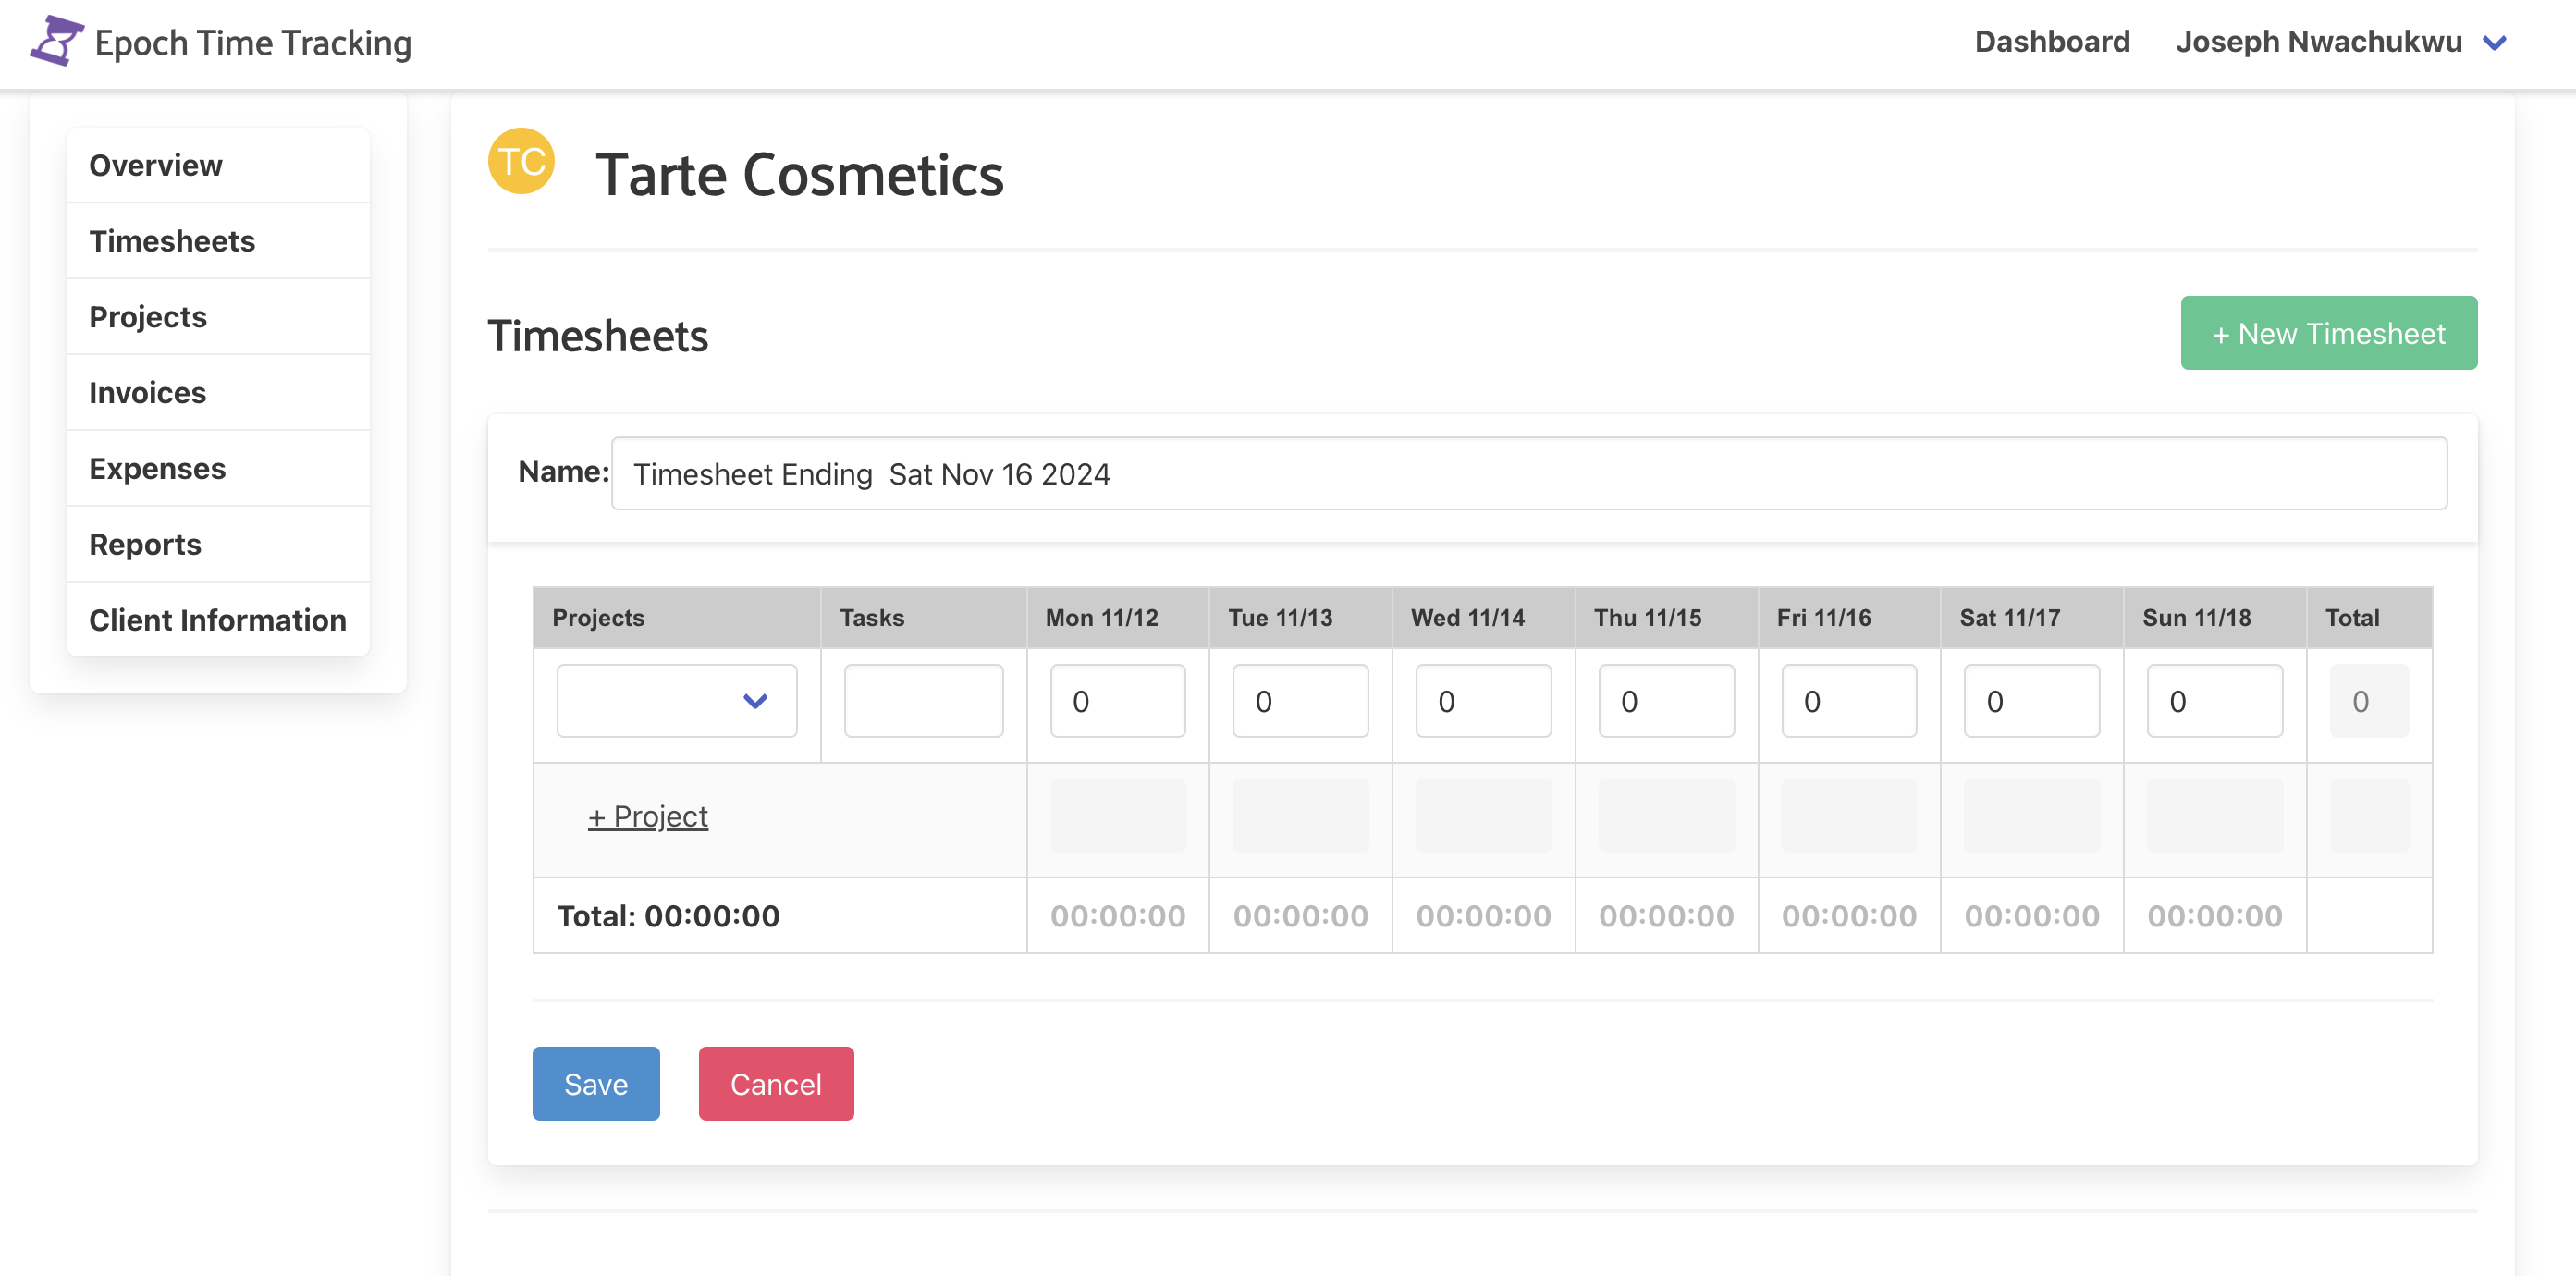 Epoch Time Tracking
Dashboard Joseph Nwachukwu
Overview
Timesheets
Projects
Invoices
Expenses
Reports
Client Information
TC Tarte Cosmetics
Timesheets
+ New Timesheet
Name: Timesheet Ending  Sat Nov 16 2024
Projects Tasks Mon 11/12 Tue 11/13 Wed 11/14 Thu 11/15 Fri 11/16 Sat 11/17 Sun 11/18 Total
0 0 0 0 0 0 0 0
+ Project
Total: 00:00:00 00:00:00 00:00:00 00:00:00 00:00:00 00:00:00 00:00:00 00:00:00
Save Cancel